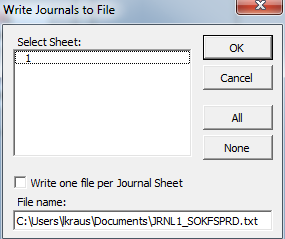 Write Journals to File
Select Sheet:
1
OK
Cancel
All
None
Write one file per Journal Sheet
File name:
C:\Users\lkraus\Documents\JRNL1_SOKFSPRD.txt